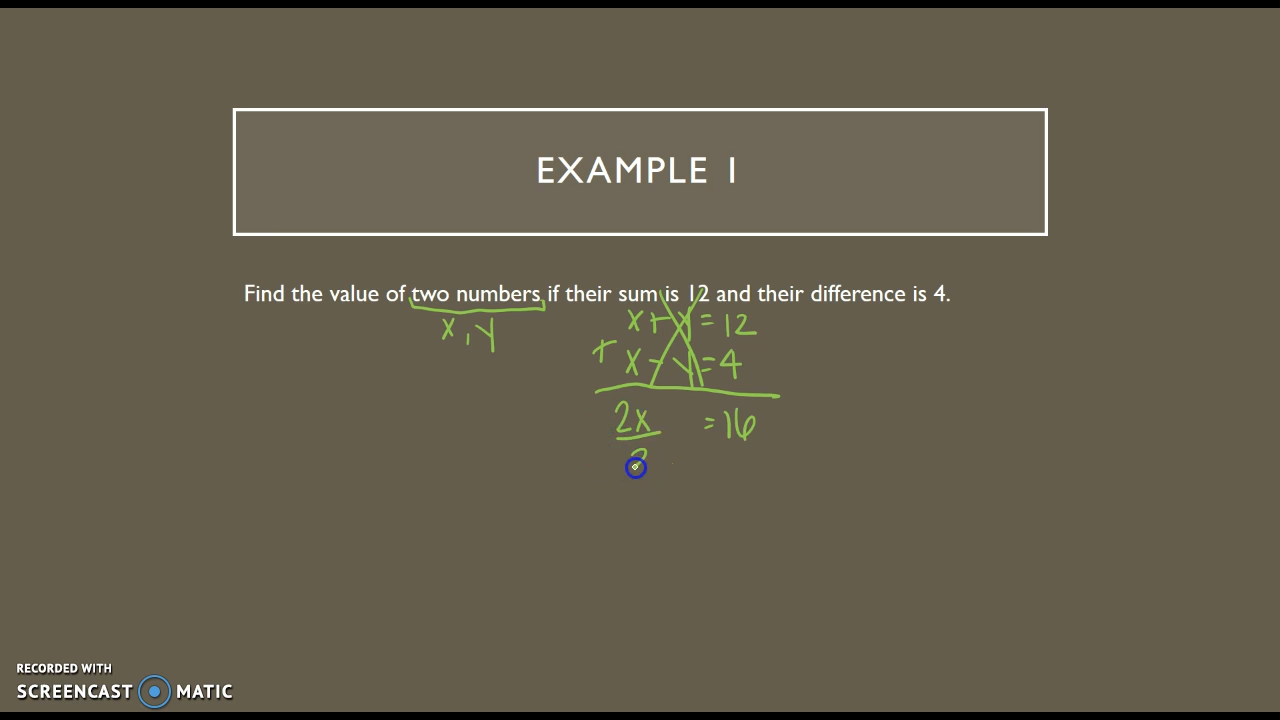 EXAMPLE 1
Find the value of two numbers if their sum is 12 and their difference is 4.
x, y
x + y = 12
+ x - y = 4
2x = 16
2
RECORDED WITH
SCREENCAST MATIC